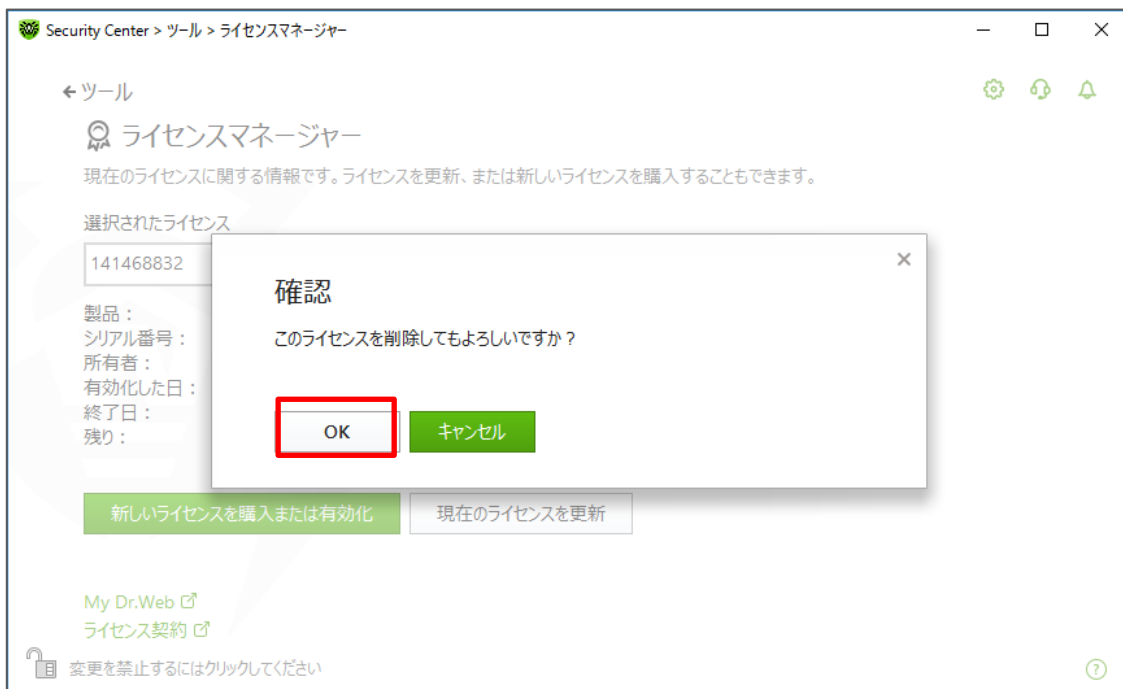 Security Center > ツール > ライセンスマネージャー
ツール
ライセンスマネージャー
現在のライセンスに関する情報です。ライセンスを更新、または新しいライセンスを購入することもできます。
選択されたライセンス
141468832
確認
このライセンスを削除してもよろしいですか？
製品：
シリアル番号：
所有者：
有効化した日：
終了日：
残り：
OK キャンセル
新しいライセンスを購入または有効化 現在のライセンスを更新
My Dr.Web
ライセンス契約
変更を禁止するにはクリックしてください
?